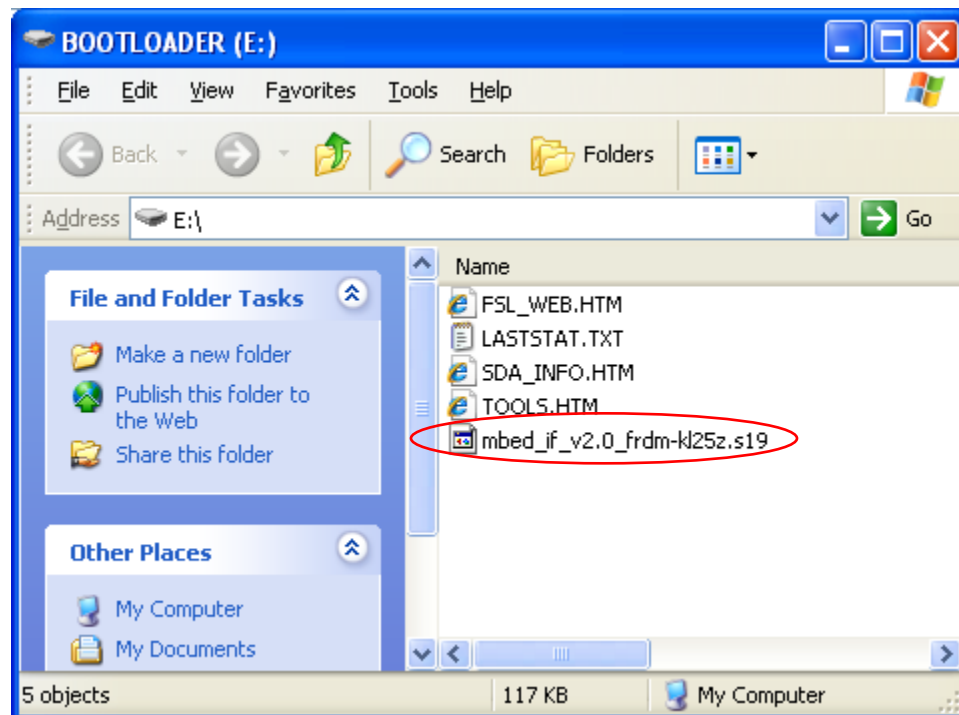 BOOTLOADER (E:)
File Edit View Favorites Tools Help
Back Search Folders
Address E:\ Go
Name
File and Folder Tasks
Make a new folder
Publish this folder to
the Web
Share this folder
Other Places
My Computer
My Documents
FSL_WEB.HTM
LASTSTAT.TXT
SDA_INFO.HTM
TOOLS.HTM
mbed_if_v2.0_frdm-kl25z.s19
5 objects 117 KB My Computer